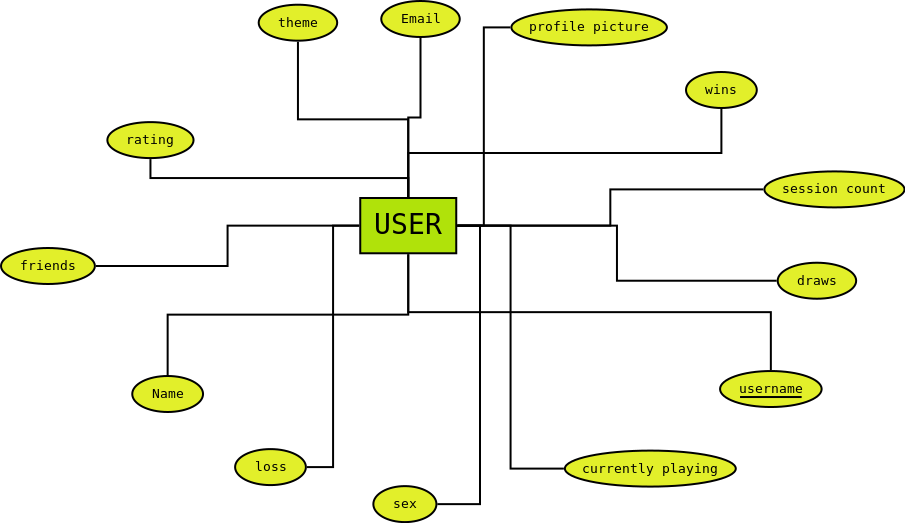 theme
Email
profile picture
wins
rating
session count
USER
friends
draws
username
Name
loss
currently playing
sex